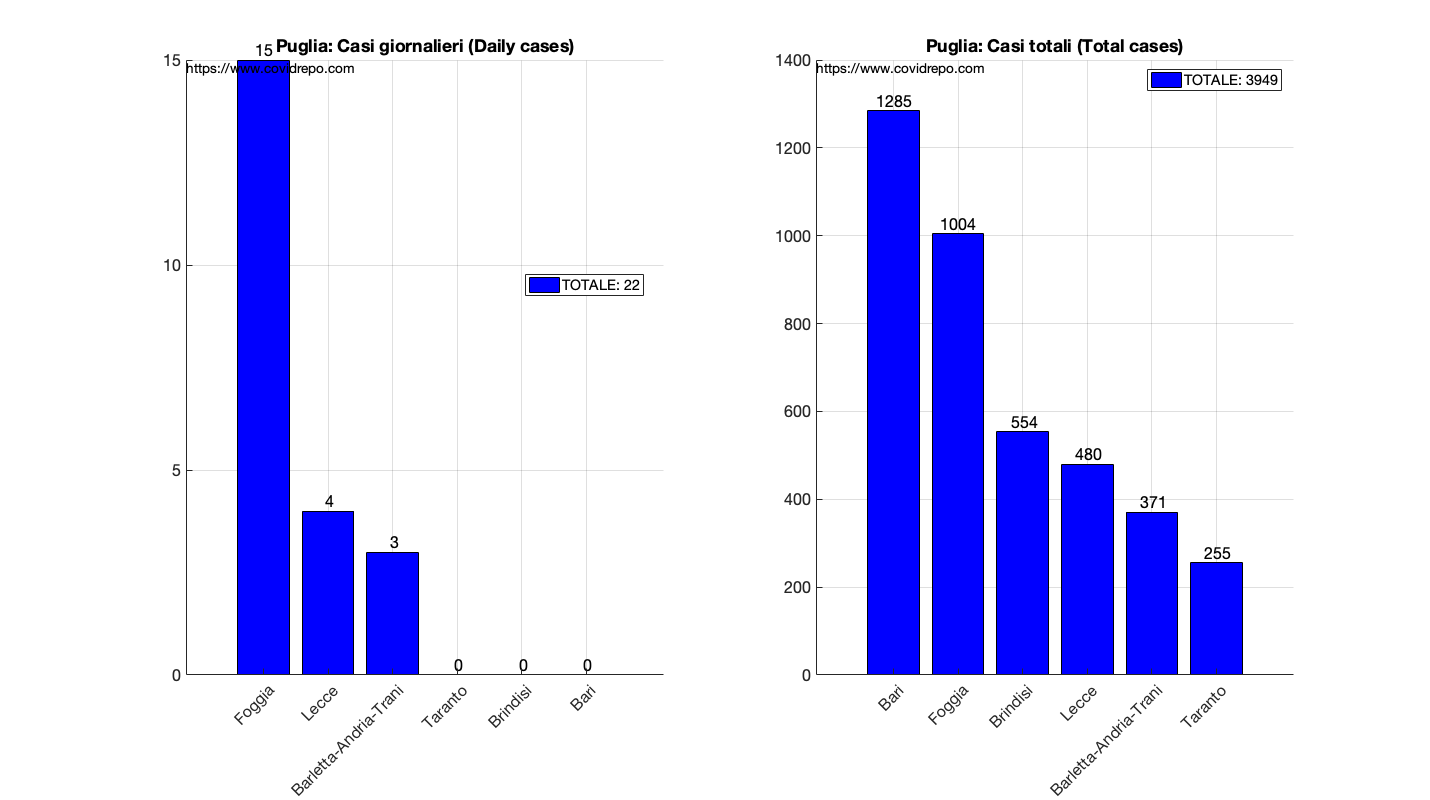 Puglia: Casi giornalieri (Daily cases)
https://www.covidrepo.com
15
10
5
0
15
4
3
0
0
0
TOTALE: 22
Foggia
Lecce
Barletta-Andria-Trani
Taranto
Brindisi
Bari
Puglia: Casi totali (Total cases)
https://www.covidrepo.com
TOTALE: 3949
1400
1200
1000
800
600
400
200
0
1285
1004
554
480
371
255
Bari
Foggia
Brindisi
Lecce
Barletta-Andria-Trani
Taranto